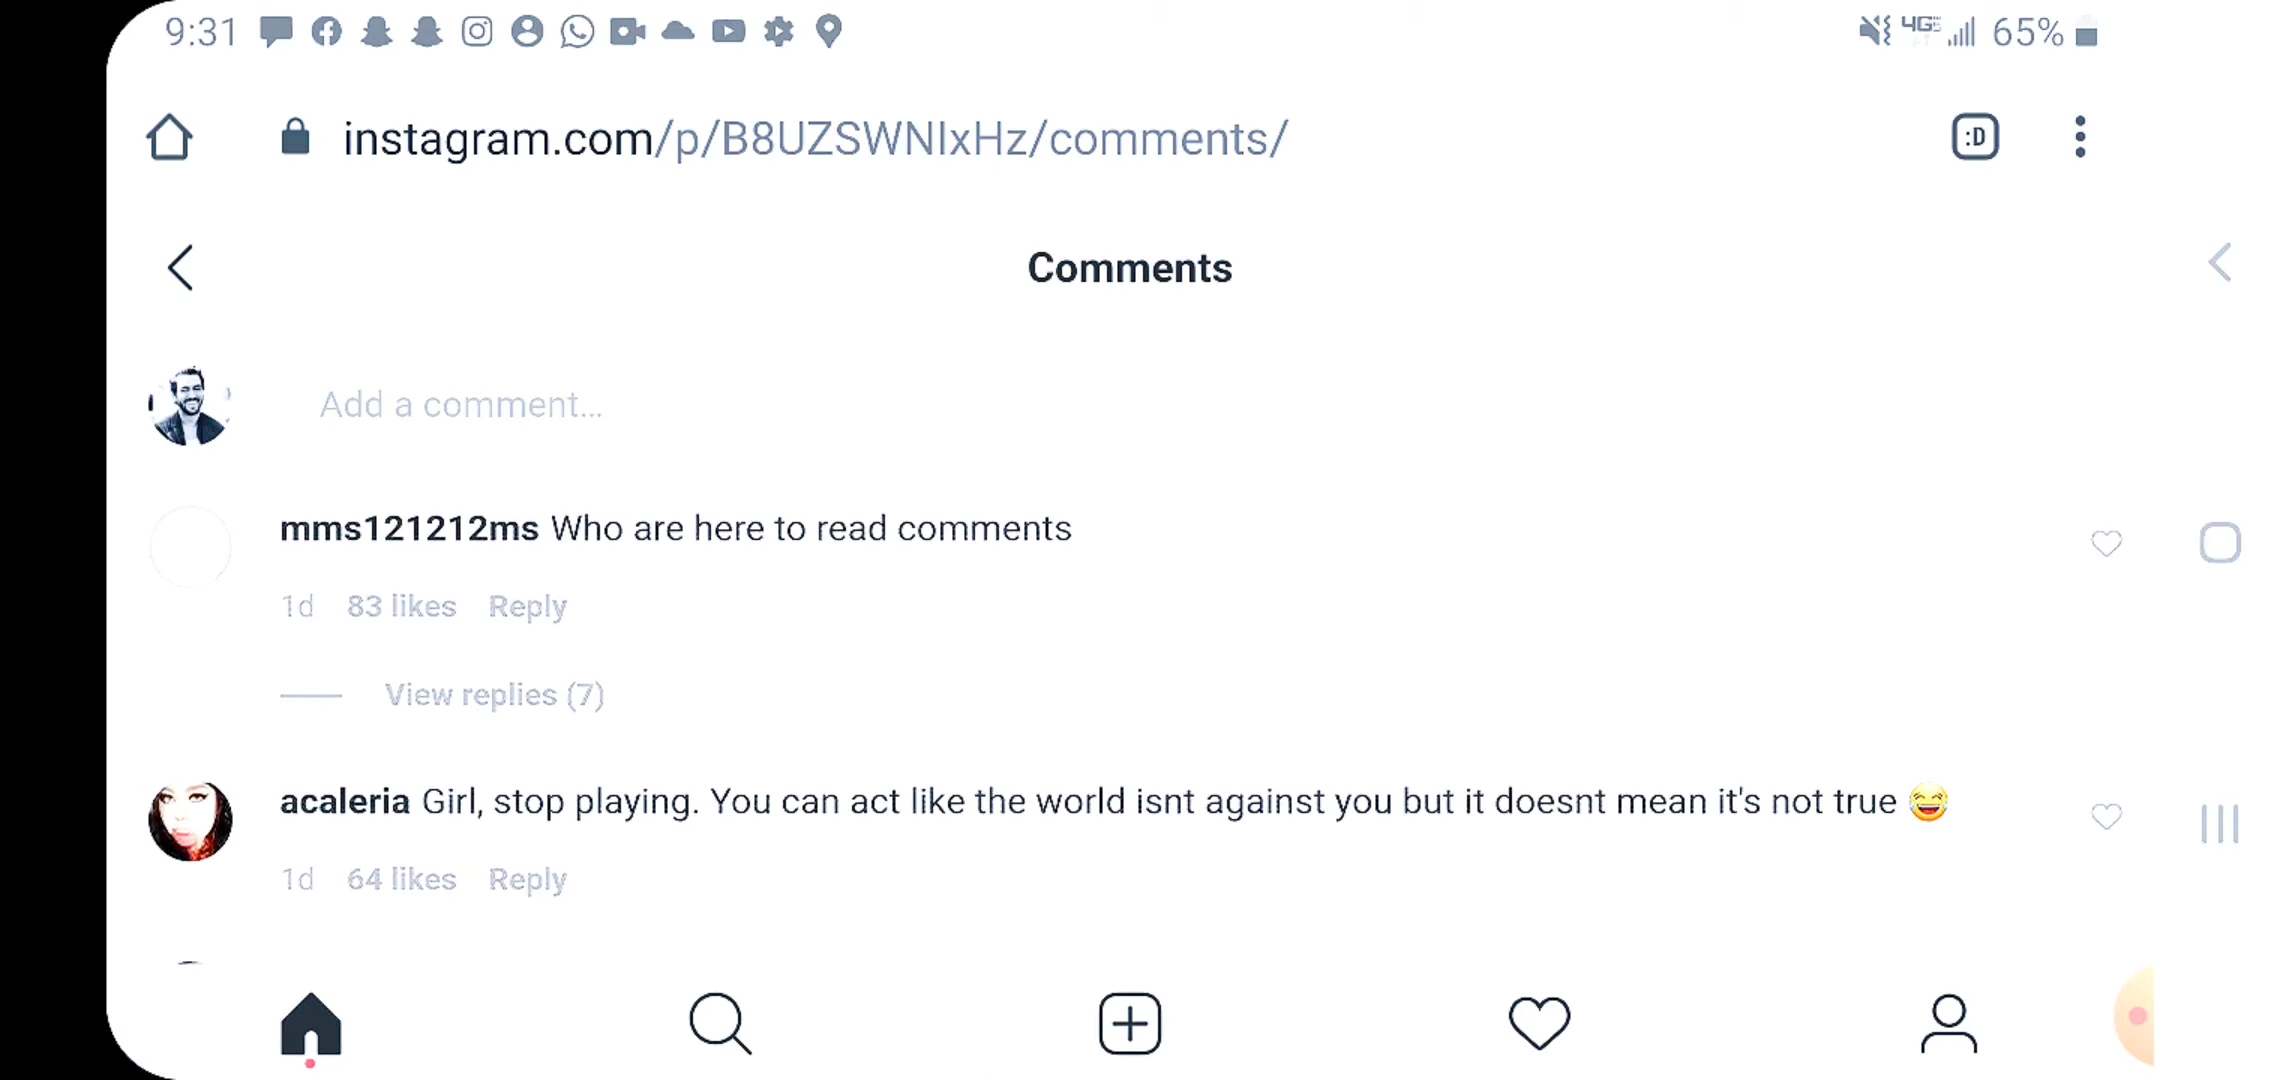 9:31 4G 65%
instagram.com/p/B8UZSWNIxHz/comments/ :D
Comments
Add a comment...
mms121212ms Who are here to read comments
1d 83 likes Reply
View replies (7)
acaleria Girl, stop playing. You can act like the world isnt against you but it doesnt mean it's not true 😂
1d 64 likes Reply